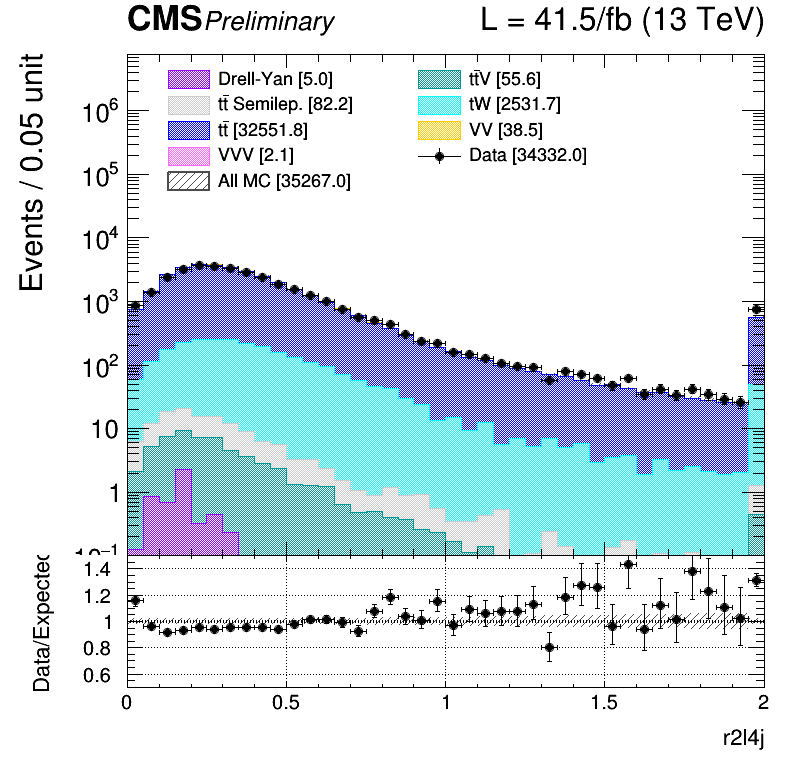 CMS Preliminary L = 41.5/fb (13 TeV)
Events / 0.05 unit
Drell-Yan [5.0]
tt̄ Semilep. [82.2]
tt̄ [32551.8]
VVV [2.1]
All MC [35267.0]
tt̄V [55.6]
tW [2531.7]
VV [38.5]
Data [34332.0]
10⁶
10⁵
10⁴
10³
10²
10
1
10⁻¹
Data/Expected
1.4
1.2
1
0.8
0.6
0 0.5 1 1.5 2
r2l4j